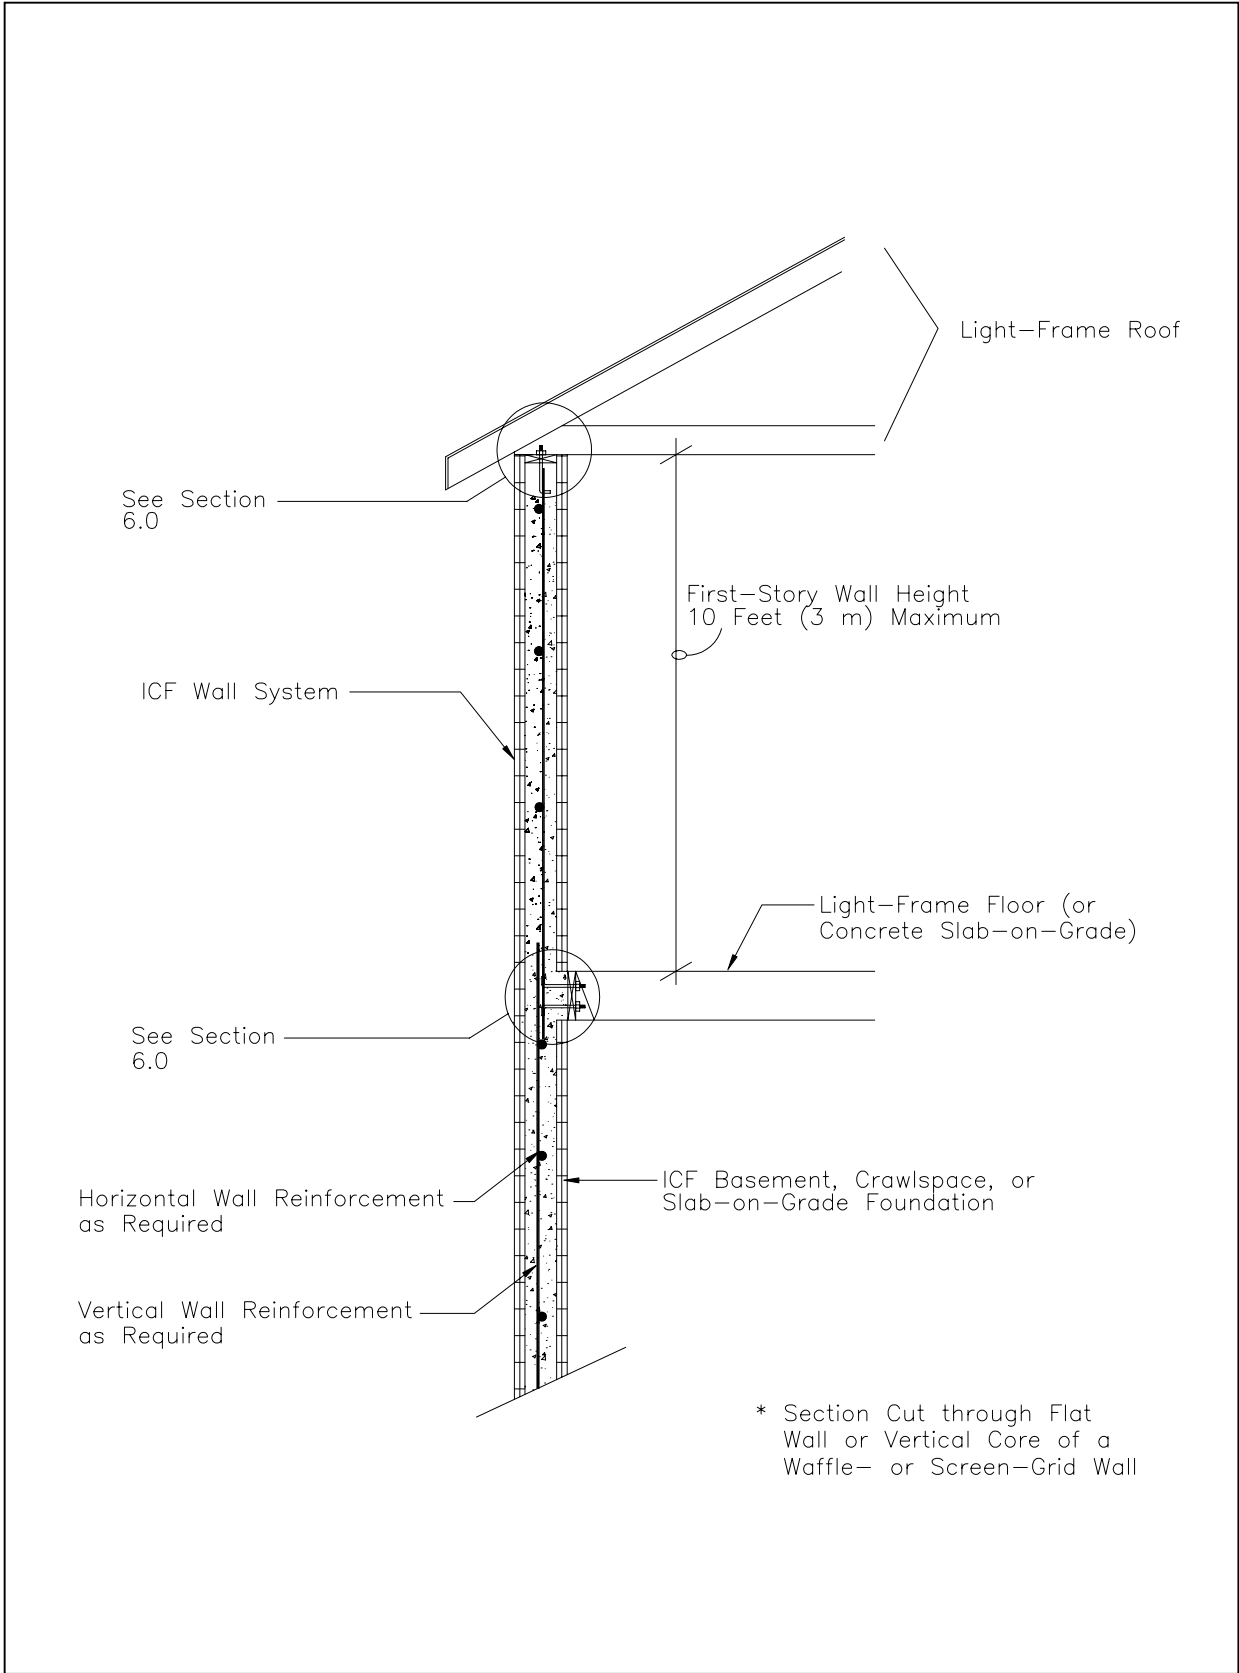 Light-Frame Roof
See Section
6.0
First-Story Wall Height
10 Feet (3 m) Maximum
ICF Wall System
Light-Frame Floor (or
Concrete Slab-on-Grade)
See Section
6.0
ICF Basement, Crawlspace, or
Slab-on-Grade Foundation
Horizontal Wall Reinforcement
as Required
Vertical Wall Reinforcement
as Required
* Section Cut through Flat
Wall or Vertical Core of a
Waffle- or Screen-Grid Wall